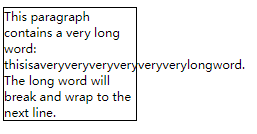 This paragraph
contains a very long
word:
thisisaveryveryveryveryveryverylongword.
The long word will
break and wrap to the
next line.